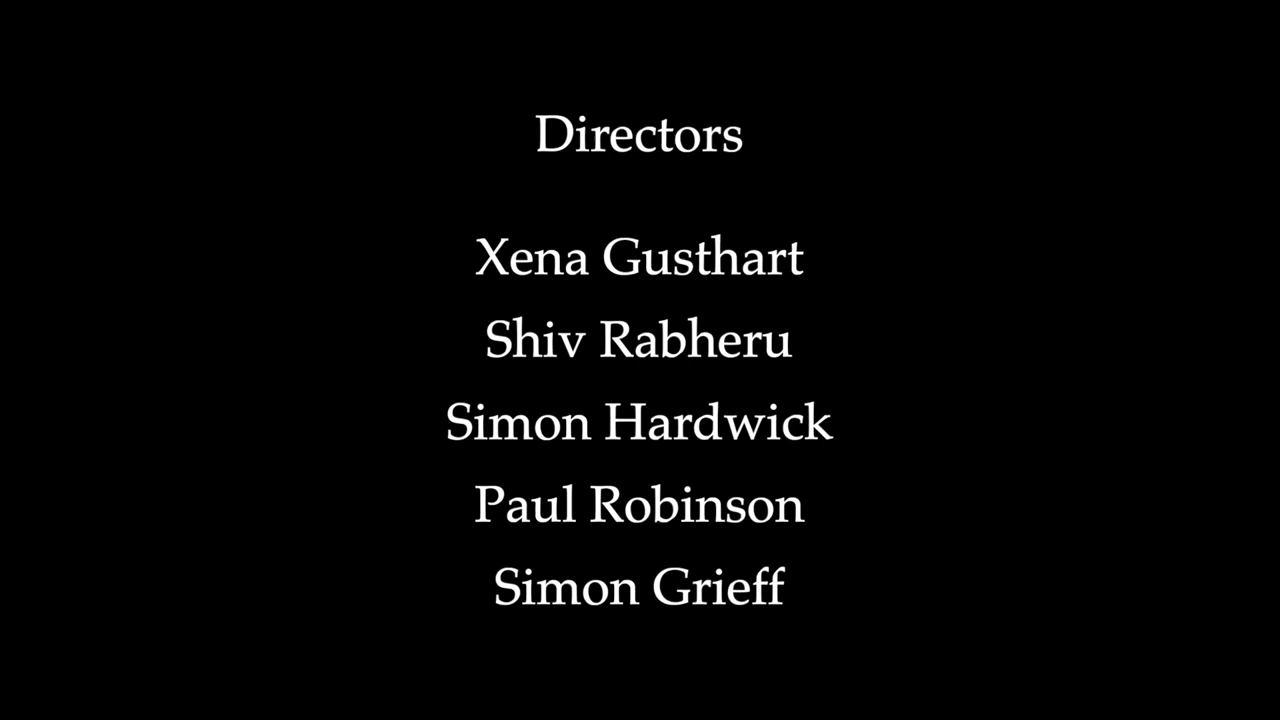 Directors
Xena Gusthart
Shiv Rabheru
Simon Hardwick
Paul Robinson
Simon Grieff